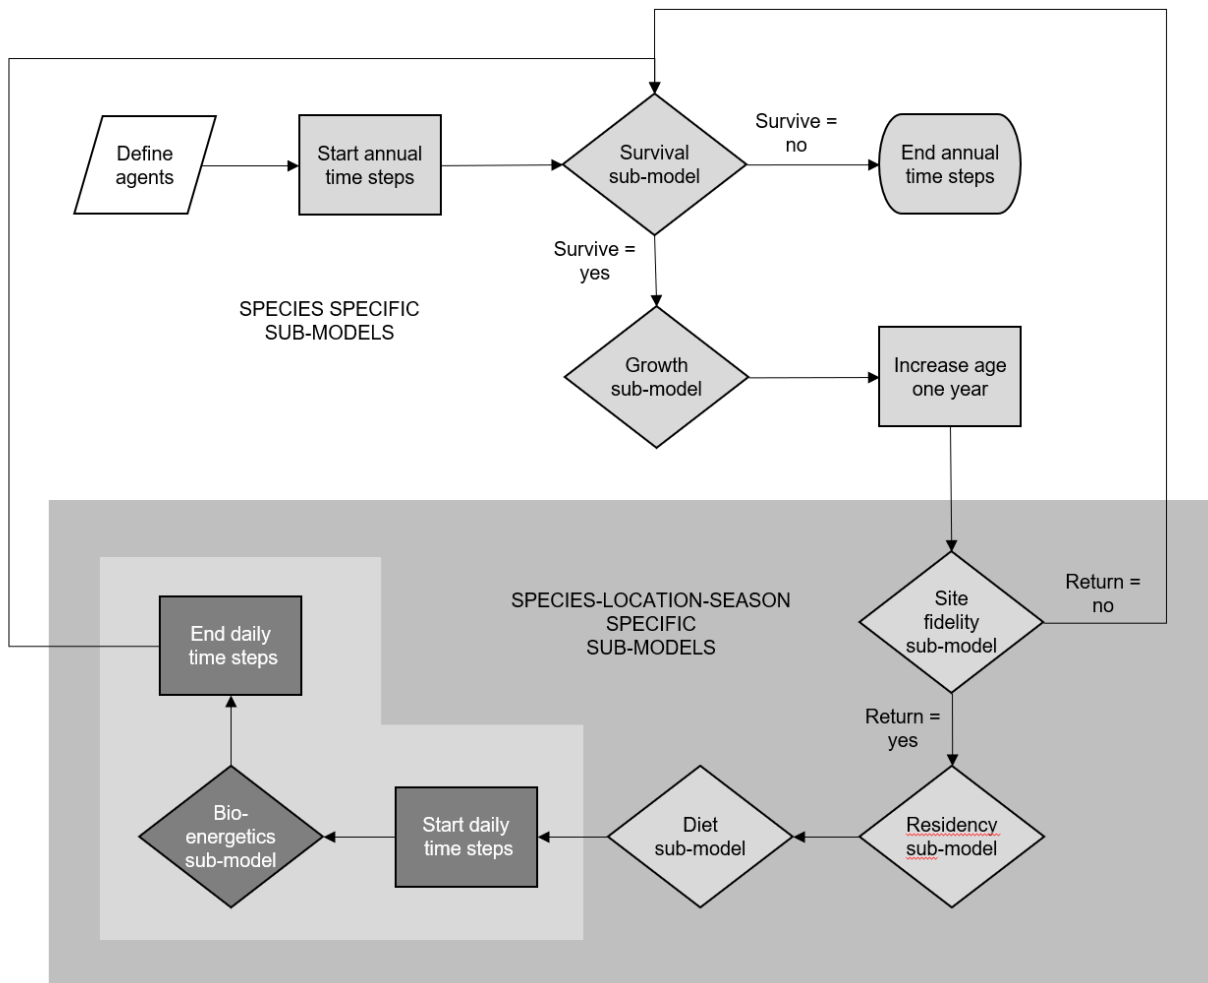 Define
agents
Start annual
time steps
Survival
sub-model
Survive =
no
End annual
time steps
Survive =
yes
SPECIES SPECIFIC
SUB-MODELS
Growth
sub-model
Increase age
one year
SPECIES-LOCATION-SEASON
SPECIFIC
SUB-MODELS
Site
fidelity
sub-model
Return =
no
Return =
yes
End daily
time steps
Bio-
energetics
sub-model
Start daily
time steps
Diet
sub-model
Residency
sub-model